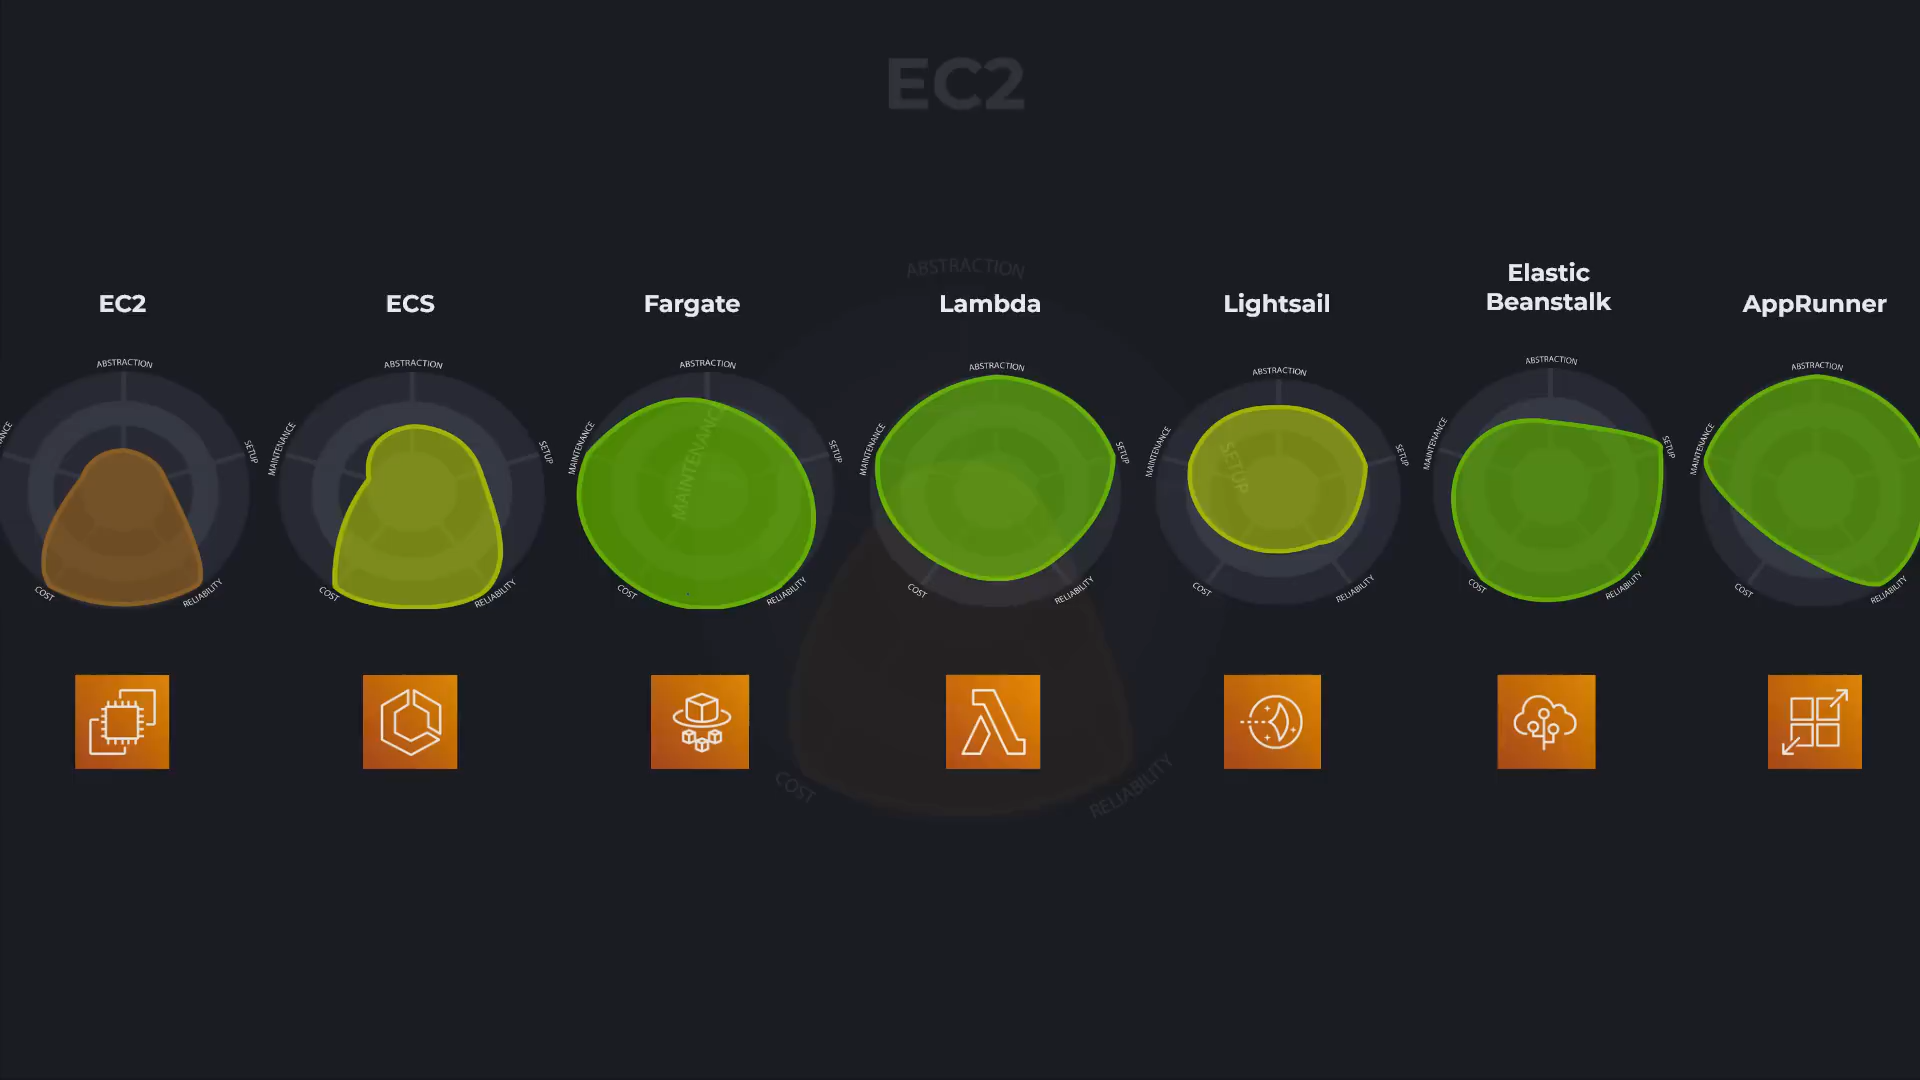 EC2
ABSTRACTION
EC2
ECS
Fargate
Lambda
Lightsail
Elastic
Beanstalk
AppRunner
ABSTRACTION
SETUP
RELIABILITY
COST
ABSTRACTION
MAINTENANCE
SETUP
COST
RELIABILITY
ABSTRACTION
MAINTENANCE
SETUP
COST
RELIABILITY
ABSTRACTION
MAINTENANCE
SETUP
COST
RELIABILITY
ABSTRACTION
MAINTENANCE
SETUP
COST
RELIABILITY
ABSTRACTION
MAINTENANCE
SETUP
COST
RELIABILITY
ABSTRACTION
MAINTENANCE
COST
RELIABILITY
MAINTENANCE
SETUP
COST
RELIABILITY